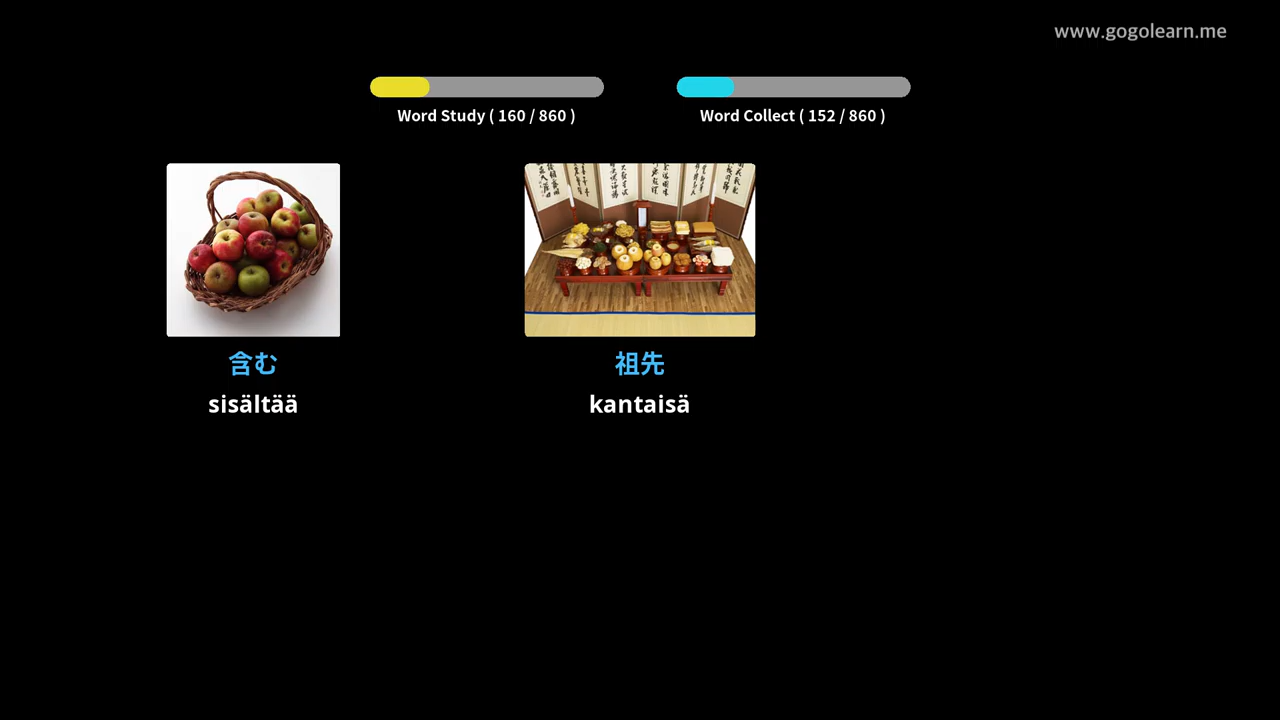 www.gogolearn.me
Word Study ( 160 / 860 )
Word Collect ( 152 / 860 )
含む
sisältää
祖先
kantaisä